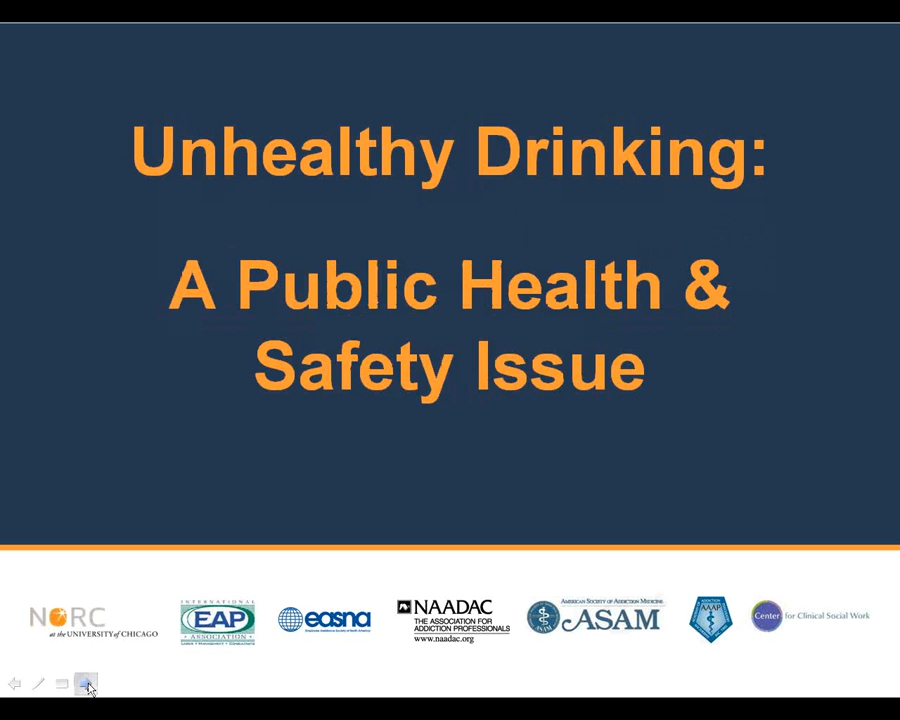 Unhealthy Drinking:
A Public Health &
Safety Issue
NORC
at the UNIVERSITY of CHICAGO
INTERNATIONAL
EAP
ASSOCIATION
easna
Employee Assistance Society of North America
NAADAC
THE ASSOCIATION FOR
ADDICTION PROFESSIONALS
www.naadac.org
AMERICAN SOCIETY OF ADDICTION MEDICINE
ASAM
ADDICTION
AAAP
Center for Clinical Social Work